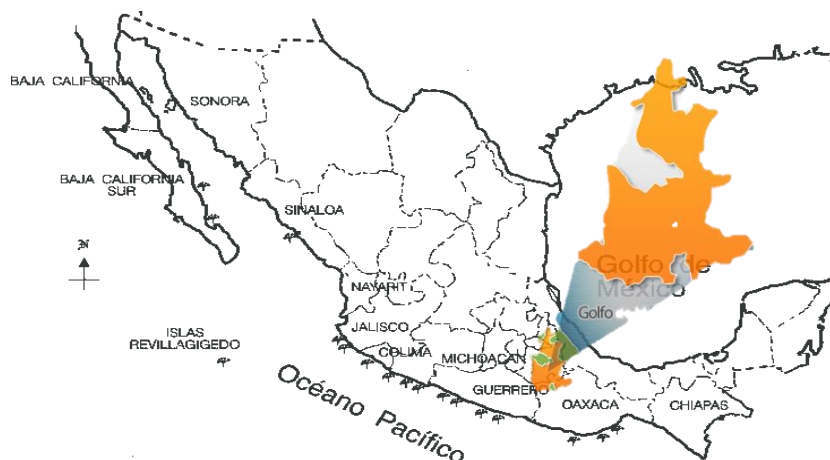 BAJA CALIFORNIA
SONORA
BAJA CALIFORNIA
SUR
SINALOA
N
Golfo de
México
Golfo
NAYARIT
JALISCO
ISLAS
REVILLAGIGEDO
COLIMA
MICHOACAN
GUERRERO
OAXACA
CHIAPAS
Océano Pacífico